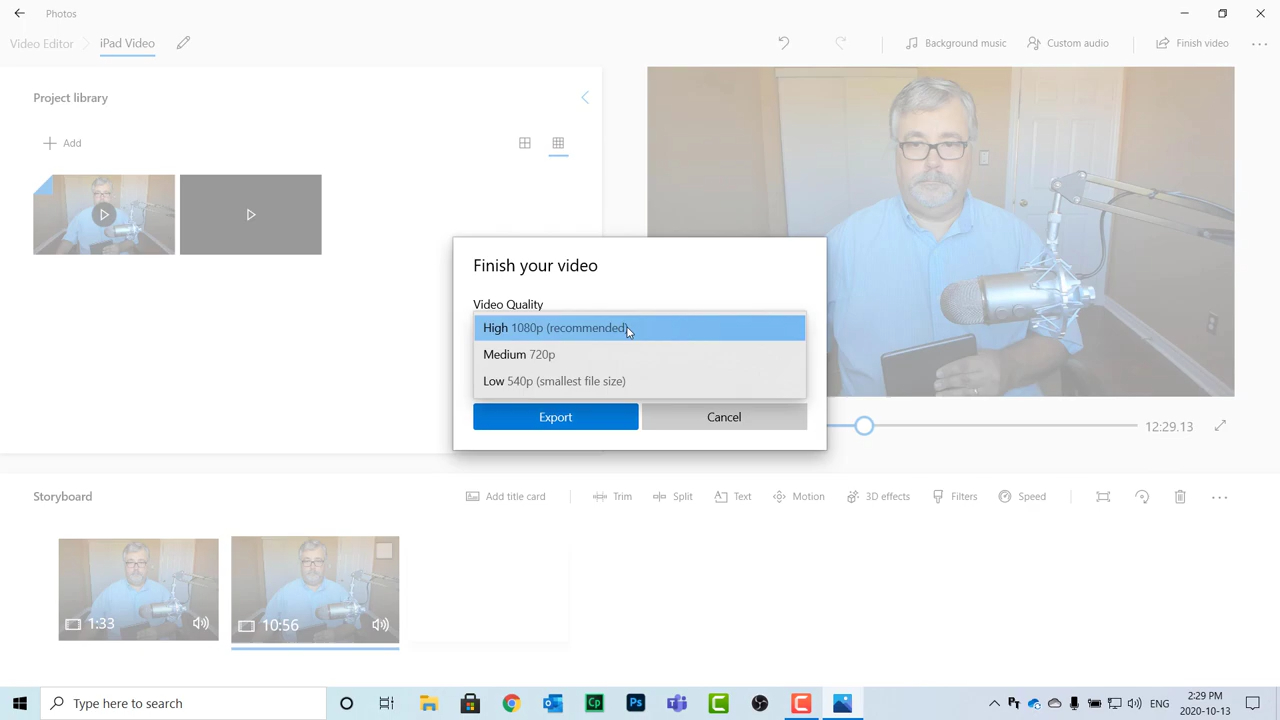 Photos
Video Editor
iPad Video
Background music
Custom audio
Finish video
Project library
Add
Finish your video
Video Quality
High 1080p (recommended)
Medium 720p
Low 540p (smallest file size)
Export
Cancel
12:29.13
Storyboard
Add title card
Trim
Split
Text
Motion
3D effects
Filters
Speed
1:33
10:56
Type here to search
ENG
2:29 PM
2020-10-13